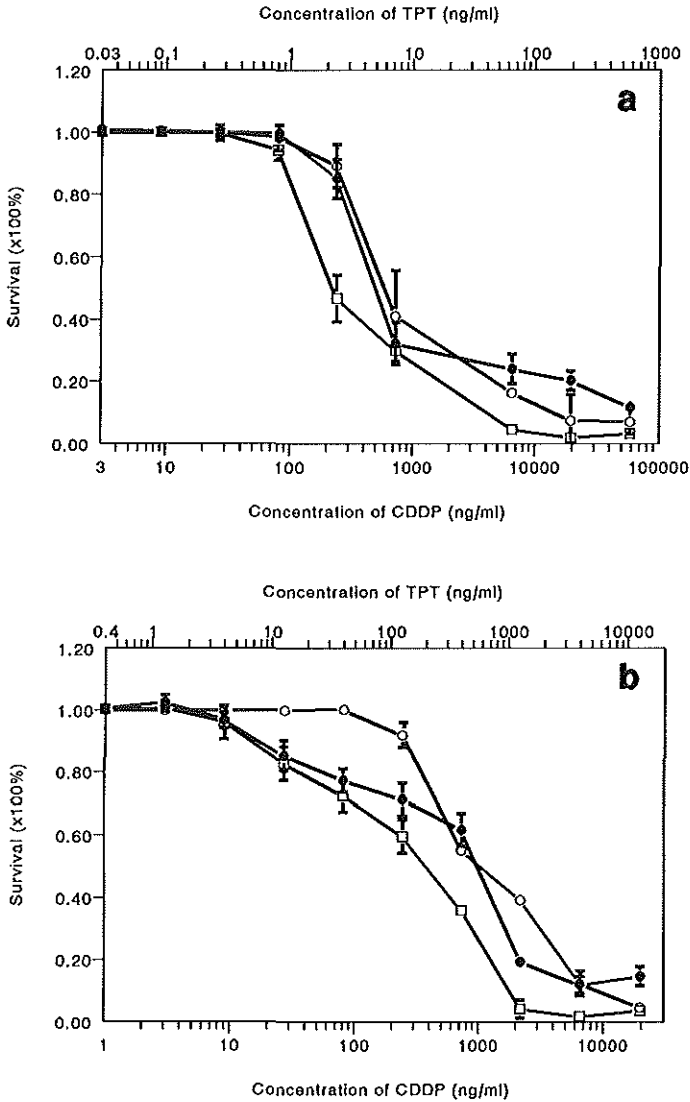 Concentration of TPT (ng/ml)
0.03 0.1 1 10 100 1000
1.20
a
1.00
0.80
Survival (x100%)
0.60
0.40
0.20
0.00
3 10 100 1000 10000 100000
Concentration of CDDP (ng/ml)
Concentration of TPT (ng/ml)
0.4 1 10 100 1000 10000
1.20
b
1.00
0.80
Survival (x100%)
0.60
0.40
0.20
0.00
1 10 100 1000 10000
Concentration of CDDP (ng/ml)